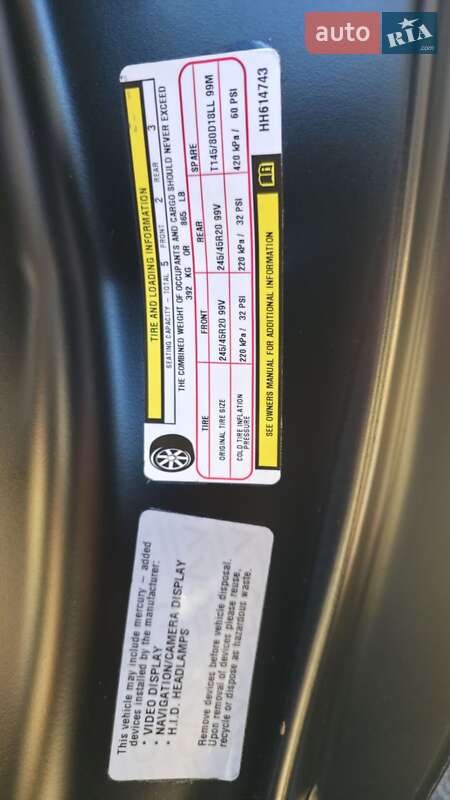 auto RIA .com
TIRE AND LOADING INFORMATION
SEATING CAPACITY - TOTAL 5 FRONT 2 REAR 3
THE COMBINED WEIGHT OF OCCUPANTS AND CARGO SHOULD NEVER EXCEED
392 KG OR 865 LB
TIRE FRONT REAR SPARE
ORIGINAL TIRE SIZE 245/45R20 99V 245/45R20 99V T145/80D18LL 99M
COLD TIRE INFLATION PRESSURE 220 kPa/ 32 PSI 220 kPa/ 32 PSI 420 kPa/ 60 PSI
SEE OWNERS MANUAL FOR ADDITIONAL INFORMATION
HH614743
This vehicle may include mercury - added
devices installed by the manufacturer:
• VIDEO DISPLAY
• NAVIGATION/CAMERA DISPLAY
• H.I.D. HEADLAMPS
Remove devices before vehicle disposal.
Upon removal of devices please reuse,
recycle or dispose as hazardous waste.